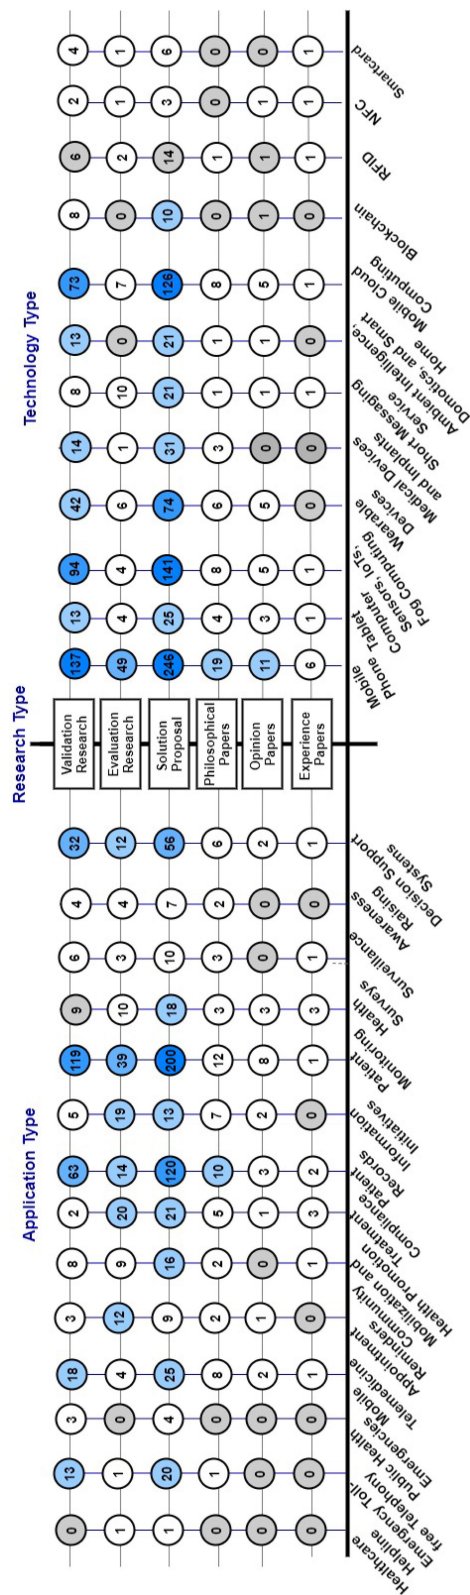 Application Type
Research Type
Technology Type
0 13 3 18 3 8 2 63 5 119 9 6 4 32
Validation
Research
137 13 94 42 14 8 13 73 8 6 2 4
1 1 0 4 12 9 20 14 19 39 10 3 4 12
Evaluation
Research
49 4 4 6 1 10 0 7 0 2 1 1
1 20 4 25 9 16 21 120 13 200 18 10 7 56
Solution
Proposal
246 25 141 74 31 21 21 126 10 14 3 6
0 1 0 8 2 2 5 10 7 12 3 3 2 6
Philosophical
Papers
19 4 8 6 3 1 1 8 0 1 0 0
0 0 0 2 1 0 1 3 2 8 3 0 0 2
Opinion
Papers
11 3 5 5 0 1 1 5 1 1 1 0
0 0 0 1 0 1 3 2 0 1 3 1 0 1
Experience
Papers
6 1 1 0 0 1 0 1 0 1 1 1
Healthcare
Helpline
Emergency Toll-
free Telephony
Public Health
Emergencies
Mobile
Telemedicine
Appointment
Reminders
Community
Mobilization and
Health Promotion
Treatment
Compliance
Patient
Records
Information
Initiatives
Patient
Monitoring
Health
Surveys
Surveillance
Awareness
Raising
Decision Support
Systems
Mobile
Phone
Tablet
Computer
Sensors, IoTs,
Fog Computing
Wearable
Devices
Medical Devices
and Implants
Short Messaging
Service
Ambient Intelligence,
Domotics, and Smart
Home
Mobile Cloud
Computing
Blockchain
RFID
NFC
Smartcard